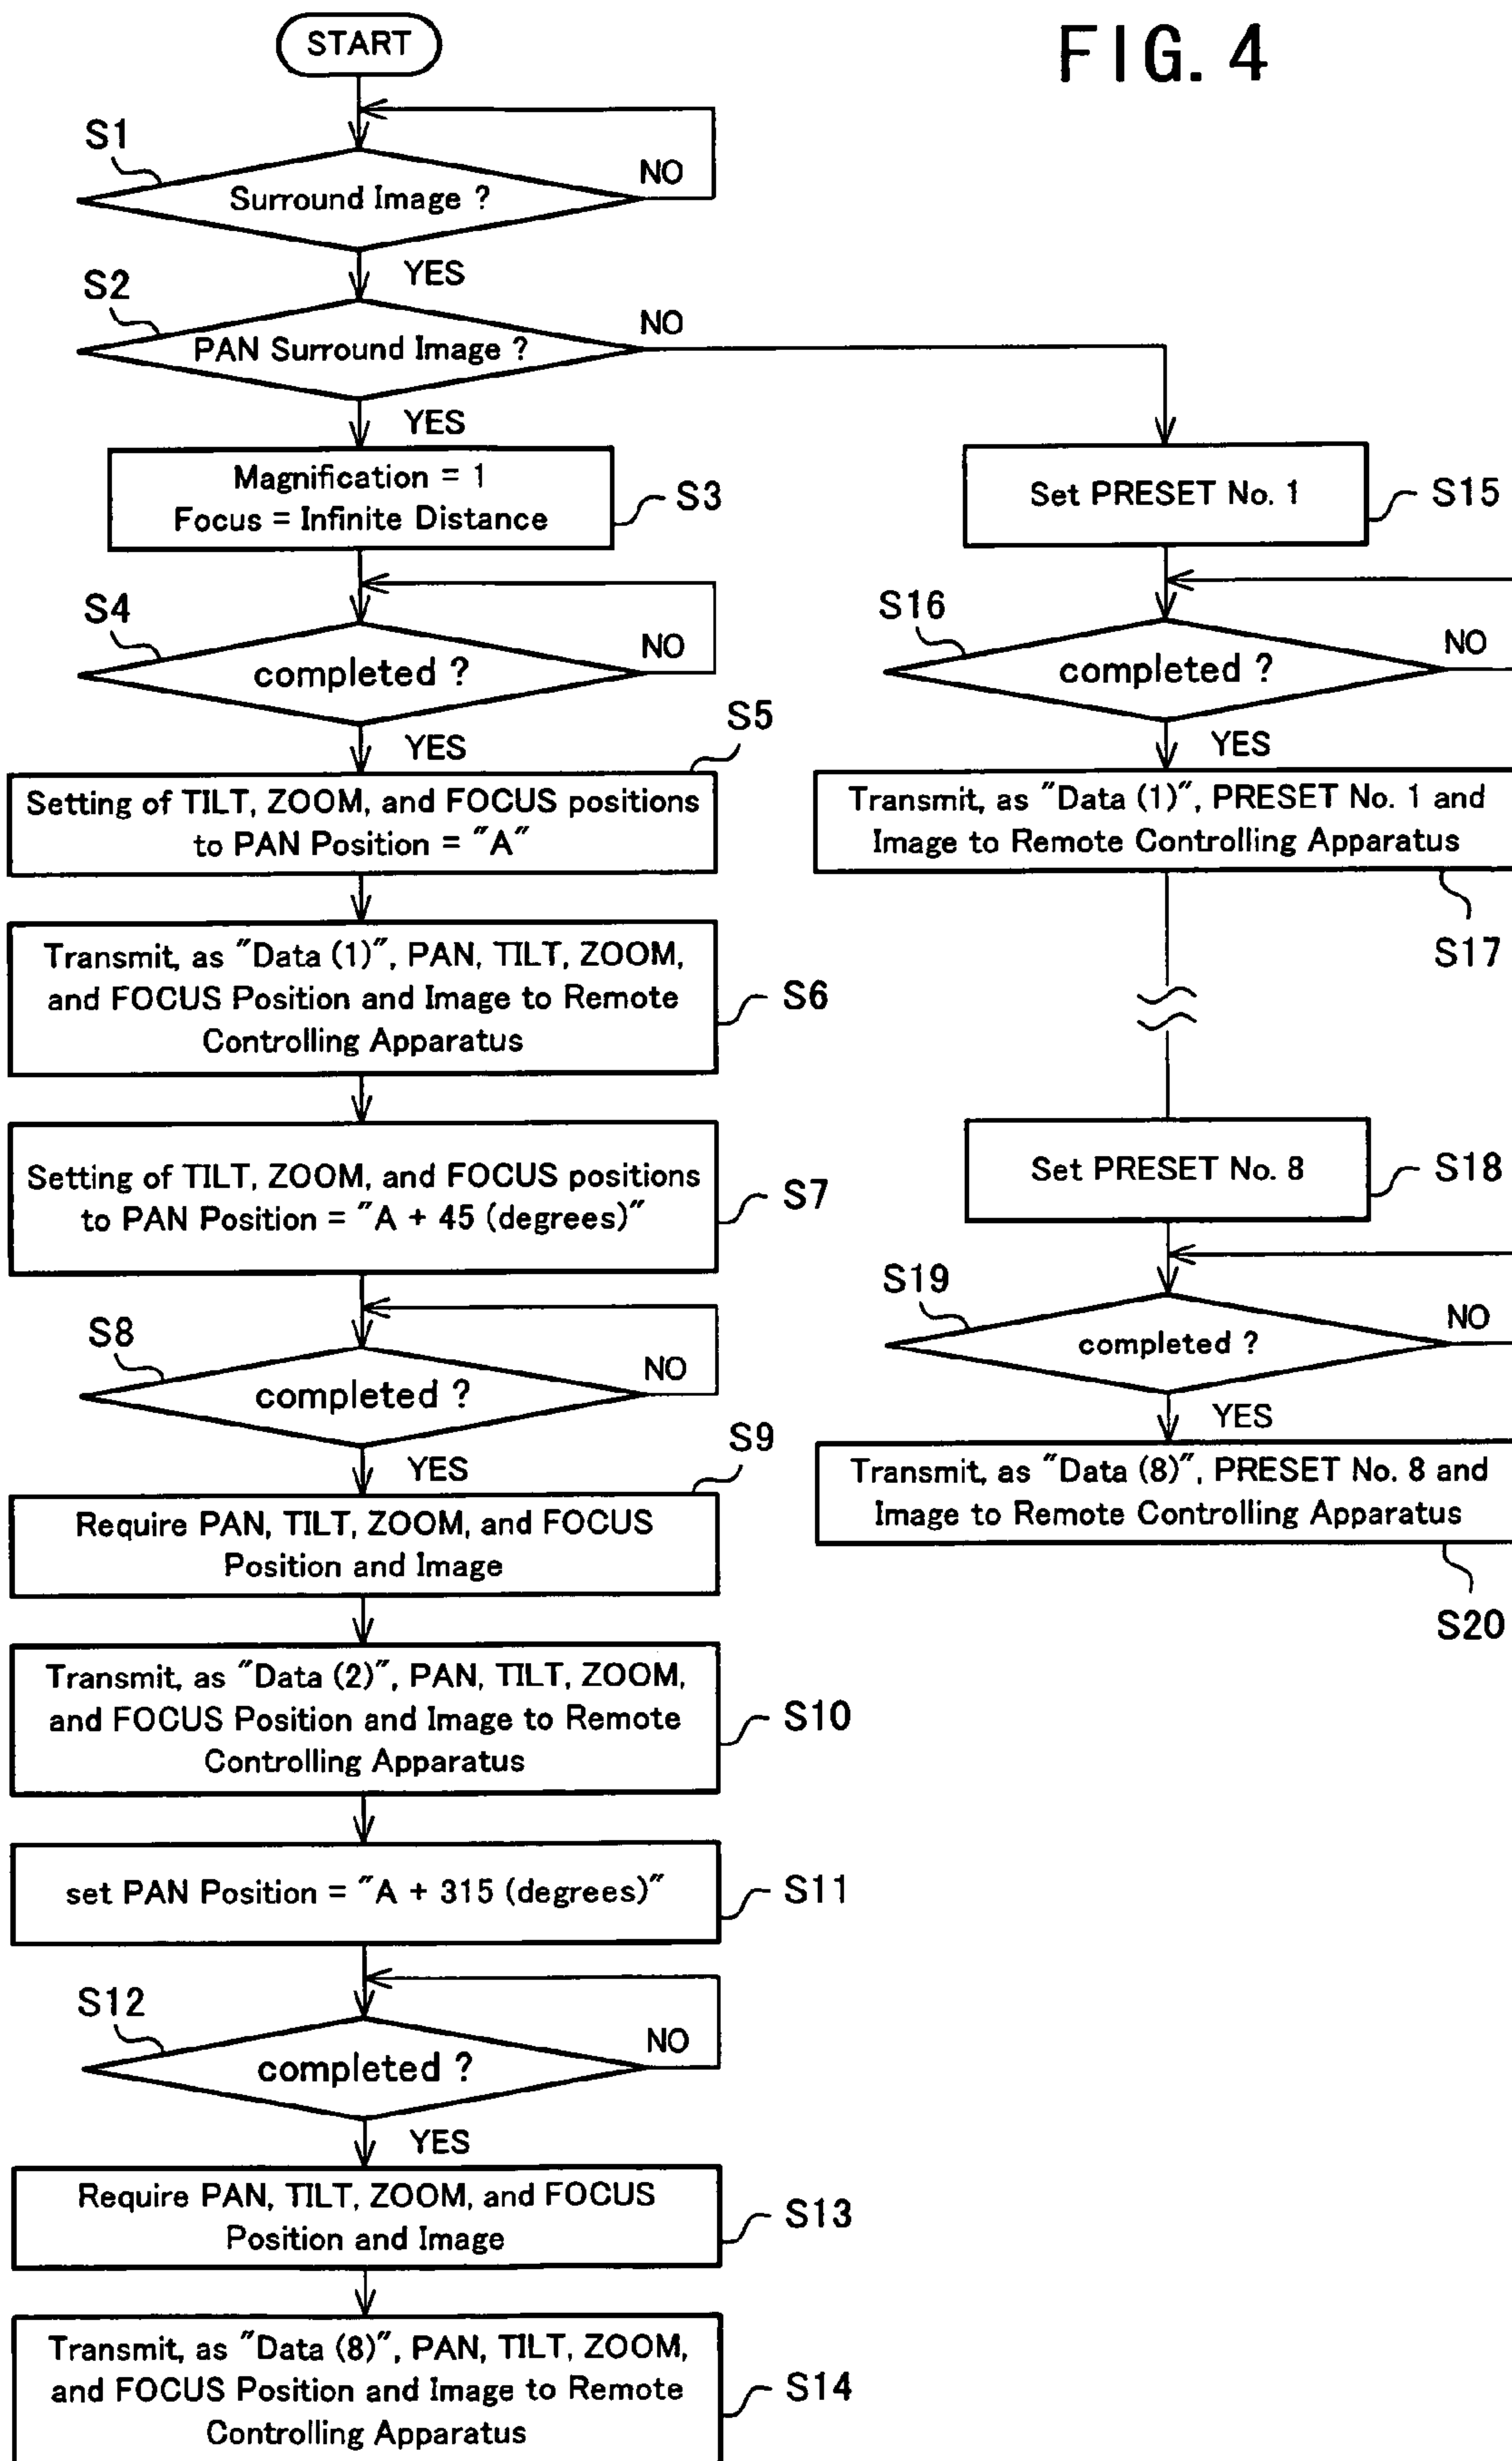 FIG. 4
START
S1
Surround Image ?
NO
YES
S2
PAN Surround Image ?
NO
YES
Magnification = 1
Focus = Infinite Distance
S3
S4
completed ?
NO
YES
S5
Setting of TILT, ZOOM, and FOCUS positions
to PAN Position = "A"
Transmit, as "Data (1)", PAN, TILT, ZOOM,
and FOCUS Position and Image to Remote
Controlling Apparatus
S6
Setting of TILT, ZOOM, and FOCUS positions
to PAN Position = "A + 45 (degrees)"
S7
S8
completed ?
NO
YES
S9
Require PAN, TILT, ZOOM, and FOCUS
Position and Image
Transmit, as "Data (2)", PAN, TILT, ZOOM,
and FOCUS Position and Image to Remote
Controlling Apparatus
S10
set PAN Position = "A + 315 (degrees)"
S11
S12
completed ?
NO
YES
Require PAN, TILT, ZOOM, and FOCUS
Position and Image
S13
Transmit, as "Data (8)", PAN, TILT, ZOOM,
and FOCUS Position and Image to Remote
Controlling Apparatus
S14
Set PRESET No. 1
S15
S16
completed ?
NO
YES
Transmit, as "Data (1)", PRESET No. 1 and
Image to Remote Controlling Apparatus
S17
Set PRESET No. 8
S18
S19
completed ?
NO
YES
Transmit, as "Data (8)", PRESET No. 8 and
Image to Remote Controlling Apparatus
S20